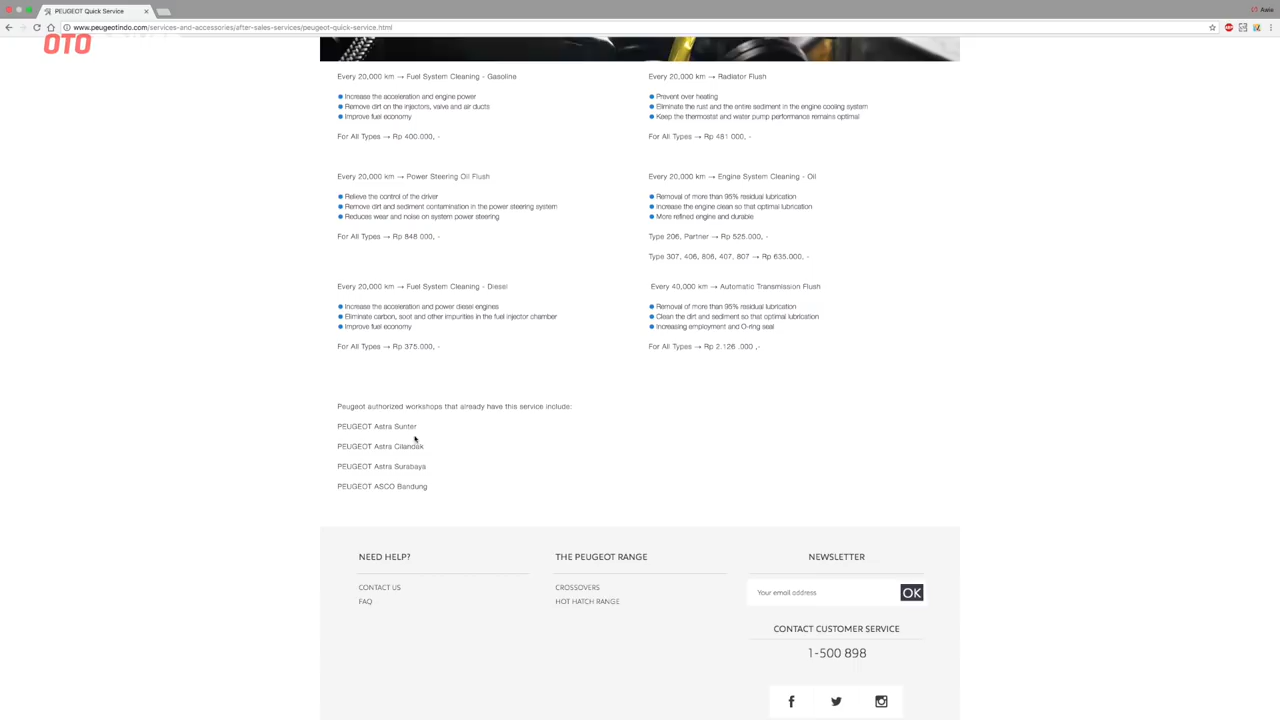 PEUGEOT Quick Service
Awie
www.peugeotindo.com/services-and-accessories/after-sales-services/peugeot-quick-service.html
OTO
Every 20,000 km → Fuel System Cleaning - Gasoline
Increase the acceleration and engine power
Remove dirt on the injectors, valve and air ducts
Improve fuel economy
For All Types → Rp 400.000, -
Every 20,000 km → Radiator Flush
Prevent over heating
Eliminate the rust and the entire sediment in the engine cooling system
Keep the thermostat and water pump performance remains optimal
For All Types → Rp 481 000, -
Every 20,000 km → Power Steering Oil Flush
Relieve the control of the driver
Remove dirt and sediment contamination in the power steering system
Reduces wear and noise on system power steering
For All Types → Rp 848 000, -
Every 20,000 km → Engine System Cleaning - Oil
Removal of more than 95% residual lubrication
Increase the engine clean so that optimal lubrication
More refined engine and durable
Type 206, Partner → Rp 525.000, -
Type 307, 406, 806, 407, 807 → Rp 635.000, -
Every 20,000 km → Fuel System Cleaning - Diesel
Increase the acceleration and power diesel engines
Eliminate carbon, soot and other impurities in the fuel injector chamber
Improve fuel economy
For All Types → Rp 375.000, -
Every 40,000 km → Automatic Transmission Flush
Removal of more than 95% residual lubrication
Clean the dirt and sediment so that optimal lubrication
Increasing employment and O-ring seal
For All Types → Rp 2.126 .000 ,-
Peugeot authorized workshops that already have this service include:
PEUGEOT Astra Sunter
PEUGEOT Astra Cilandak
PEUGEOT Astra Surabaya
PEUGEOT ASCO Bandung
NEED HELP?
CONTACT US
FAQ
THE PEUGEOT RANGE
CROSSOVERS
HOT HATCH RANGE
NEWSLETTER
Your email address
OK
CONTACT CUSTOMER SERVICE
1-500 898